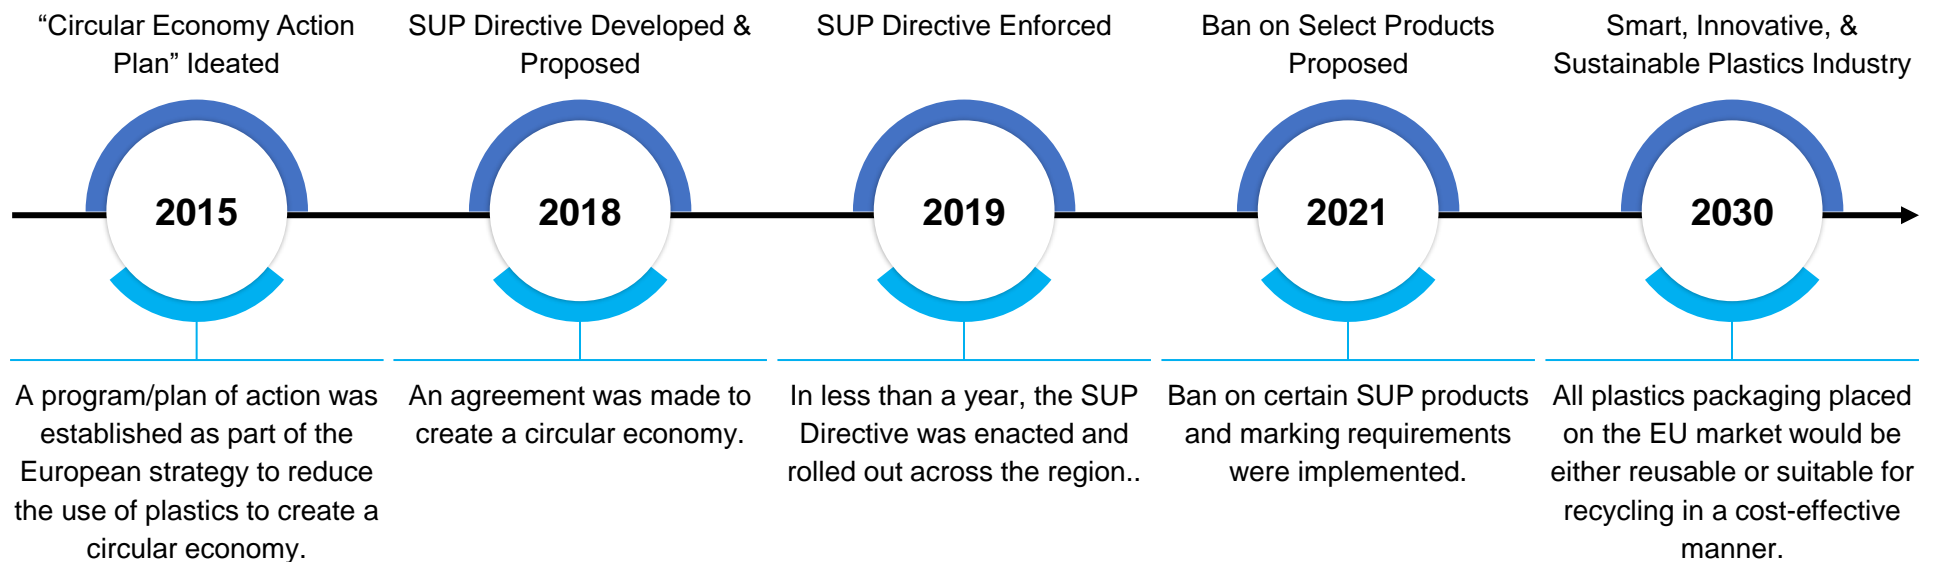 “Circular Economy Action
Plan” Ideated
SUP Directive Developed &
Proposed
SUP Directive Enforced
Ban on Select Products
Proposed
Smart, Innovative, &
Sustainable Plastics Industry
2015
2018
2019
2021
2030
A program/plan of action was
established as part of the
European strategy to reduce
the use of plastics to create a
circular economy.
An agreement was made to
create a circular economy.
In less than a year, the SUP
Directive was enacted and
rolled out across the region..
Ban on certain SUP products
and marking requirements
were implemented.
All plastics packaging placed
on the EU market would be
either reusable or suitable for
recycling in a cost-effective
manner.